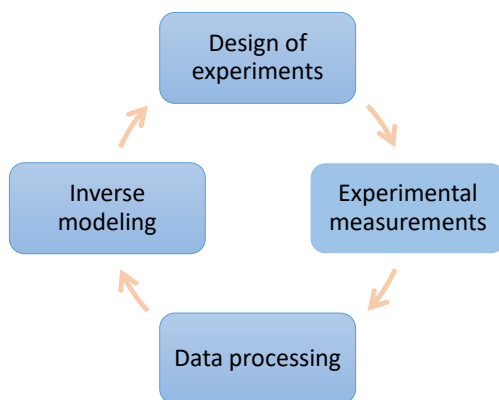 Design of
experiments
Experimental
measurements
Data processing
Inverse
modeling